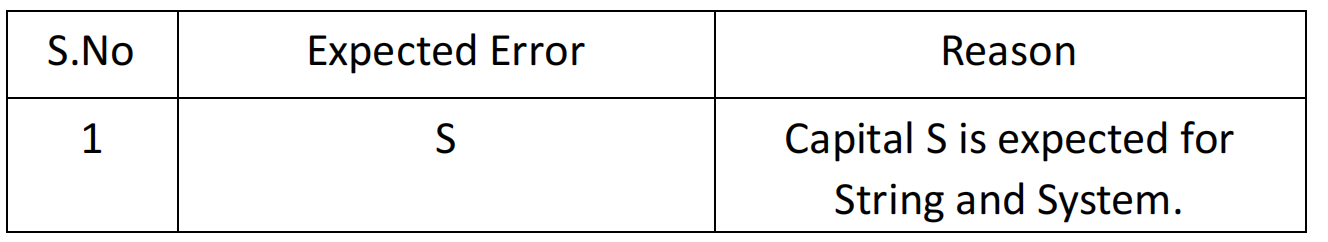 S.No Expected Error Reason
1 S Capital S is expected for
String and System.